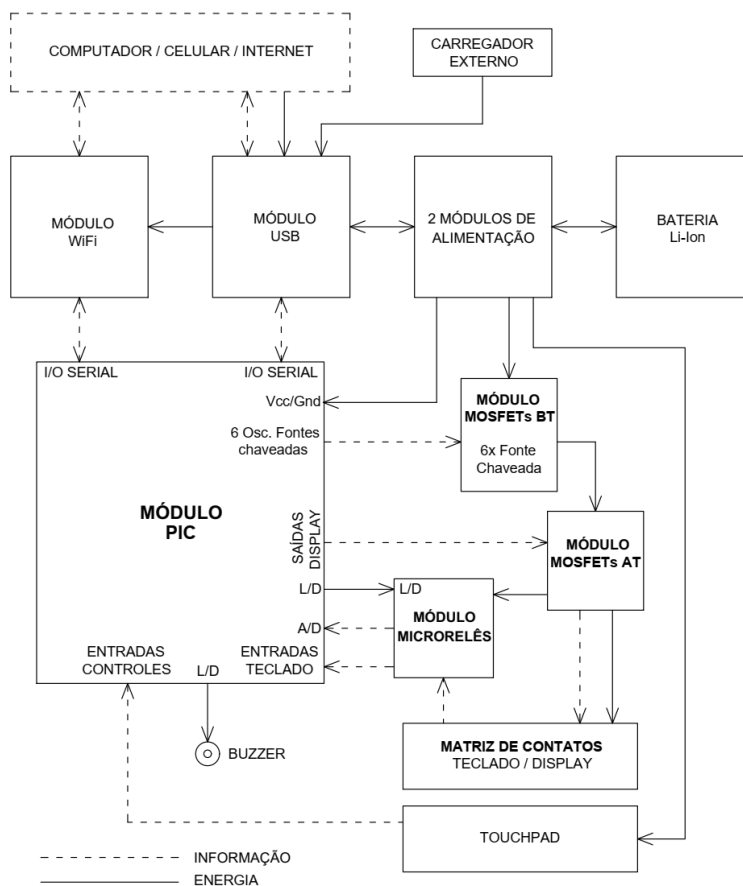 COMPUTADOR / CELULAR / INTERNET
CARREGADOR
EXTERNO
MÓDULO
WiFi
MÓDULO
USB
2 MÓDULOS DE
ALIMENTAÇÃO
BATERIA
Li-Ion
I/O SERIAL
I/O SERIAL
Vcc/Gnd
6 Osc. Fontes
chaveadas
MÓDULO
MOSFETs BT
6x Fonte
Chaveada
MÓDULO
PIC
SAÍDAS
DISPLAY
MÓDULO
MOSFETs AT
L/D
L/D
MÓDULO
MICRORELÊS
A/D
ENTRADAS
CONTROLES
L/D
ENTRADAS
TECLADO
BUZZER
MATRIZ DE CONTATOS
TECLADO / DISPLAY
TOUCHPAD
INFORMAÇÃO
ENERGIA